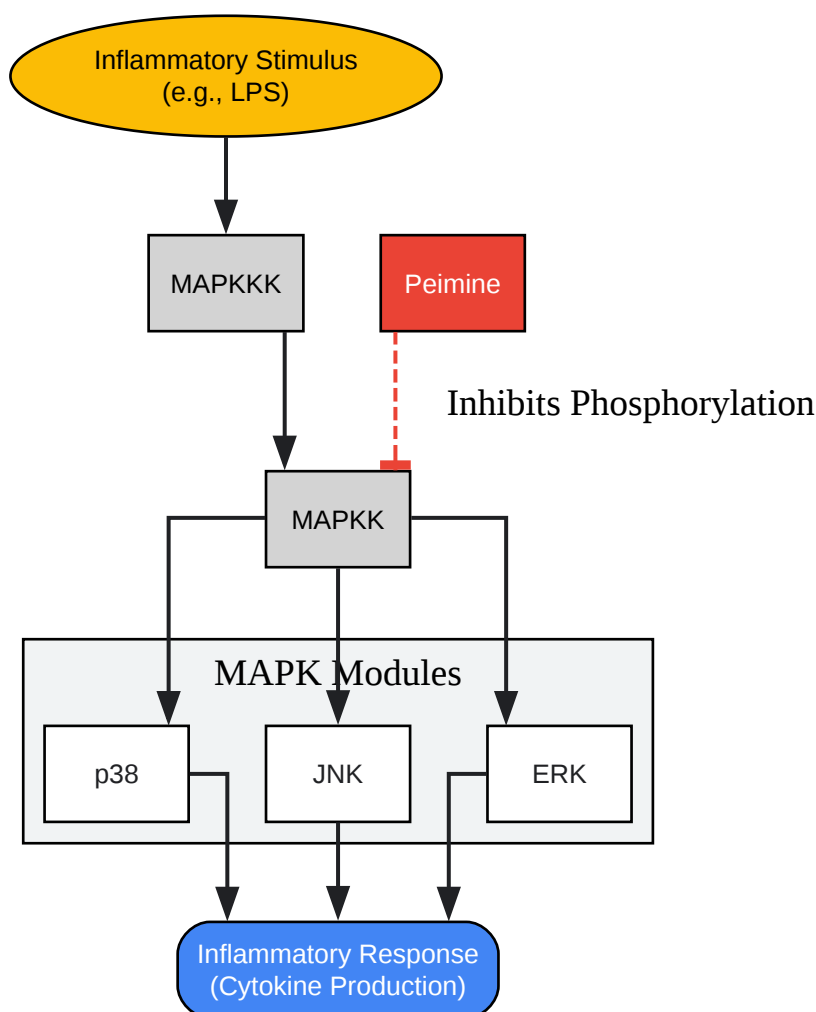 Inflammatory Stimulus
(e.g., LPS)
MAPKKK
Peimine
Inhibits Phosphorylation
MAPKK
MAPK Modules
p38
JNK
ERK
Inflammatory Response
(Cytokine Production)